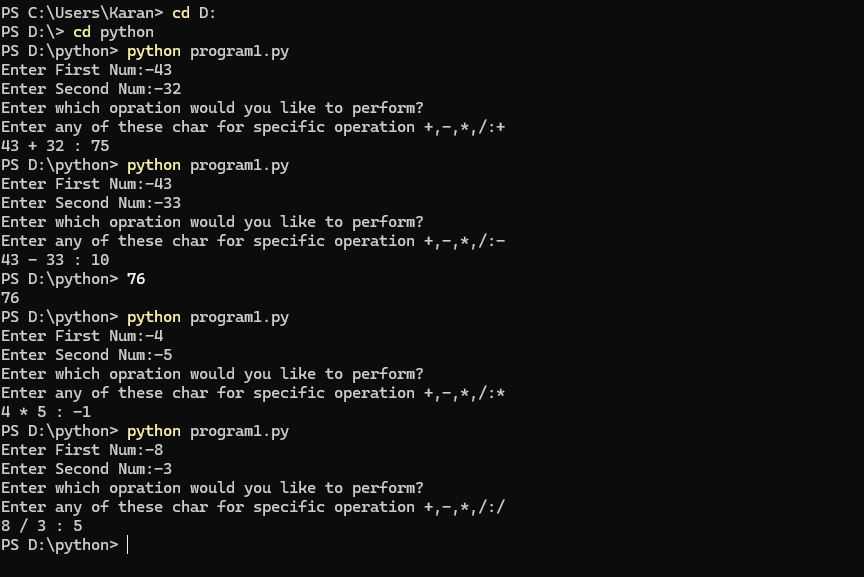 PS C:\Users\Karan> cd D:
PS D:\> cd python
PS D:\python> python program1.py
Enter First Num:-43
Enter Second Num:-32
Enter which opration would you like to perform?
Enter any of these char for specific operation +,-,*,/:+
43 + 32 : 75
PS D:\python> python program1.py
Enter First Num:-43
Enter Second Num:-33
Enter which opration would you like to perform?
Enter any of these char for specific operation +,-,*,/:-
43 - 33 : 10
PS D:\python> 76
76
PS D:\python> python program1.py
Enter First Num:-4
Enter Second Num:-5
Enter which opration would you like to perform?
Enter any of these char for specific operation +,-,*,/:*
4 * 5 : -1
PS D:\python> python program1.py
Enter First Num:-8
Enter Second Num:-3
Enter which opration would you like to perform?
Enter any of these char for specific operation +,-,*,/:/
8 / 3 : 5
PS D:\python>